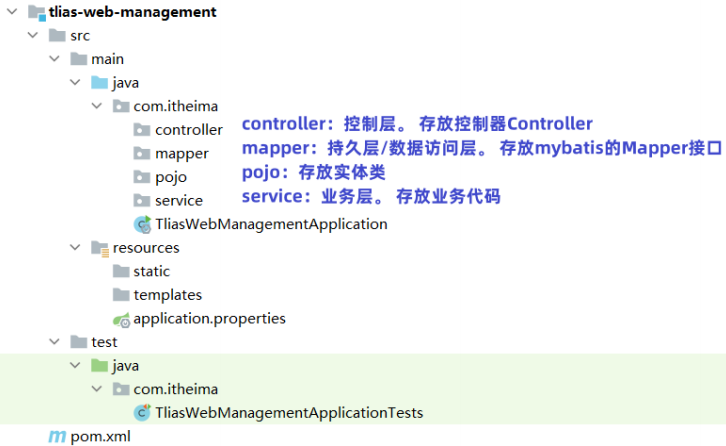 tlias-web-management
src
main
java
com.itheima
controller controller：控制层。 存放控制器Controller
mapper mapper：持久层/数据访问层。 存放mybatis的Mapper接口
pojo pojo：存放实体类
service service：业务层。 存放业务代码
TliasWebManagementApplication
resources
static
templates
application.properties
test
java
com.itheima
TliasWebManagementApplicationTests
pom.xml